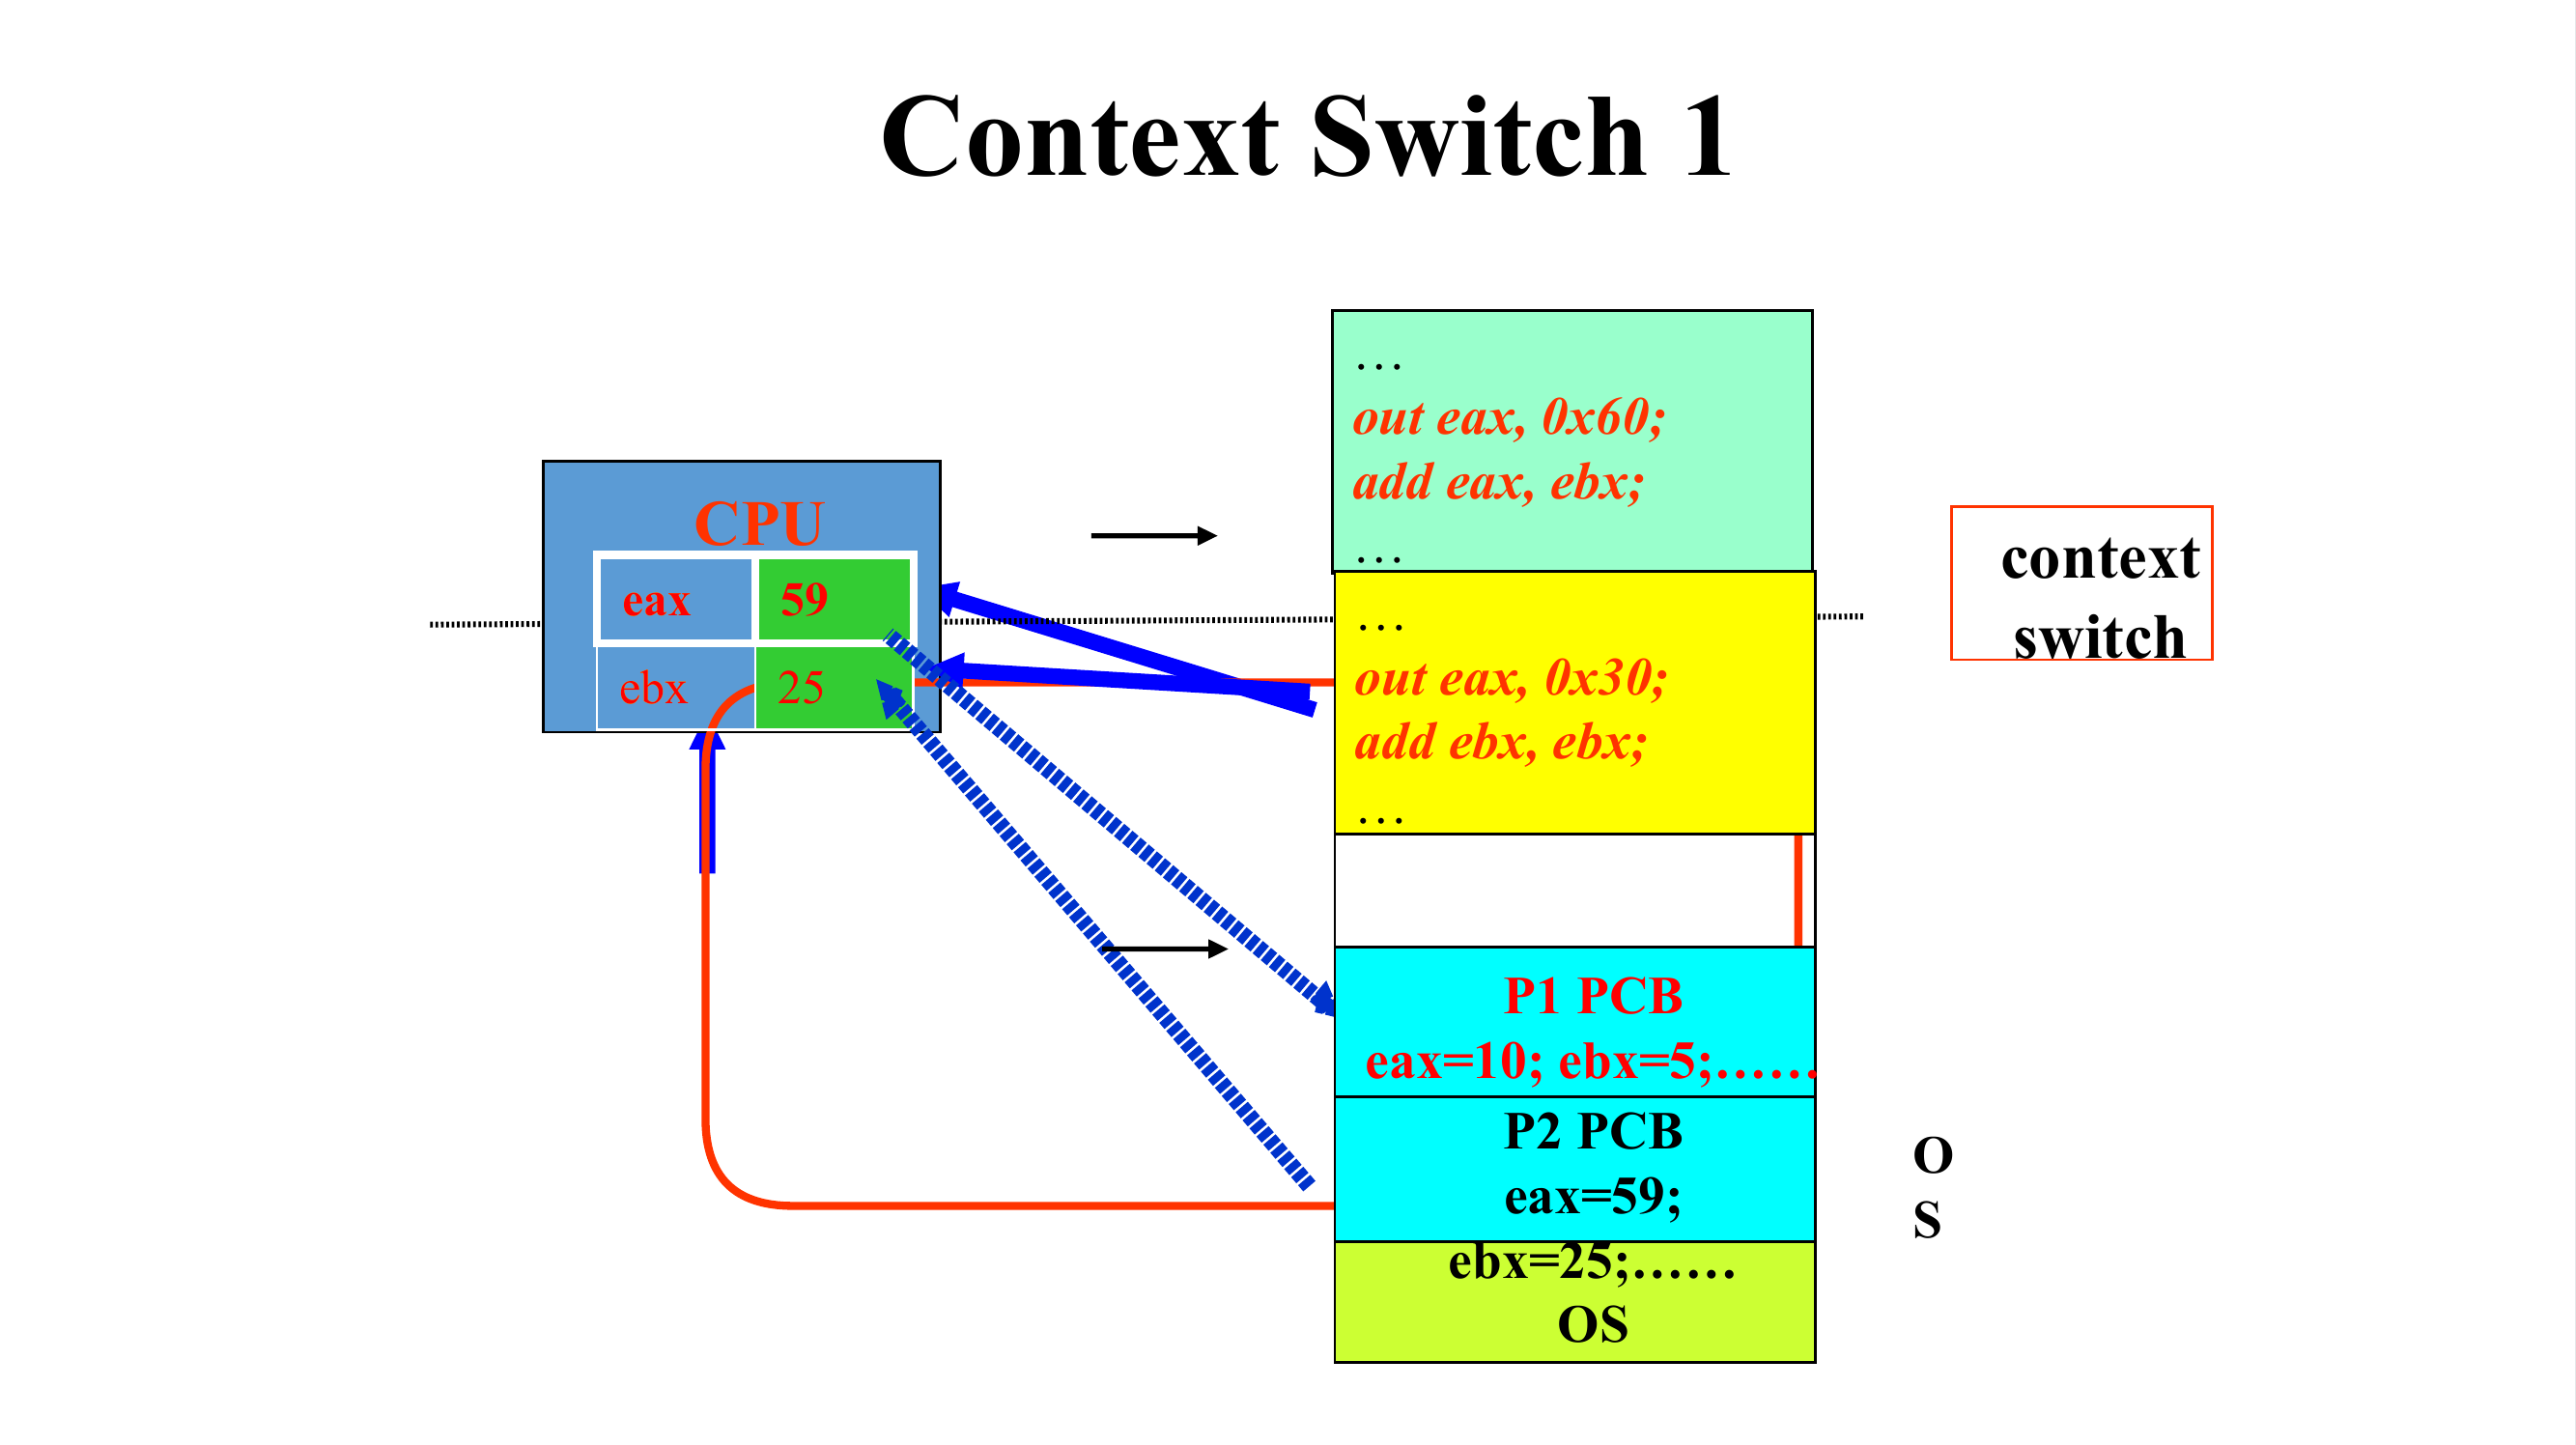 Context Switch 1
…
out eax, 0x60;
add eax, ebx;
…
CPU
eax 59
ebx 25
context
switch
…
out eax, 0x30;
add ebx, ebx;
…
P1 PCB
eax=10; ebx=5;……
P2 PCB
eax=59;
ebx=25;……
OS
O
S